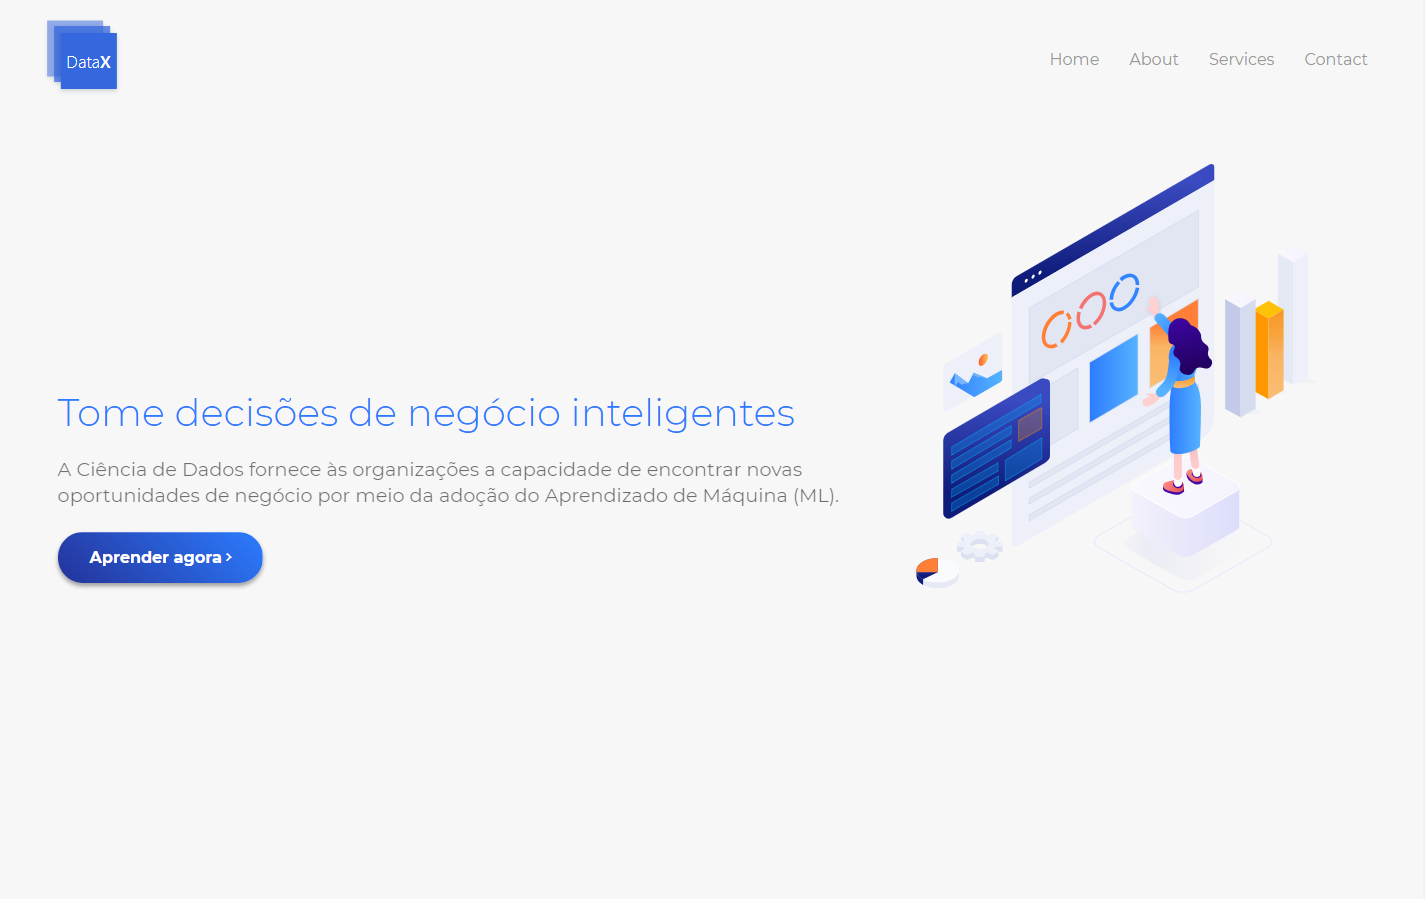 DataX
Home About Services Contact
Tome decisões de negócio inteligentes
A Ciência de Dados fornece às organizações a capacidade de encontrar novas
oportunidades de negócio por meio da adoção do Aprendizado de Máquina (ML).
Aprender agora >